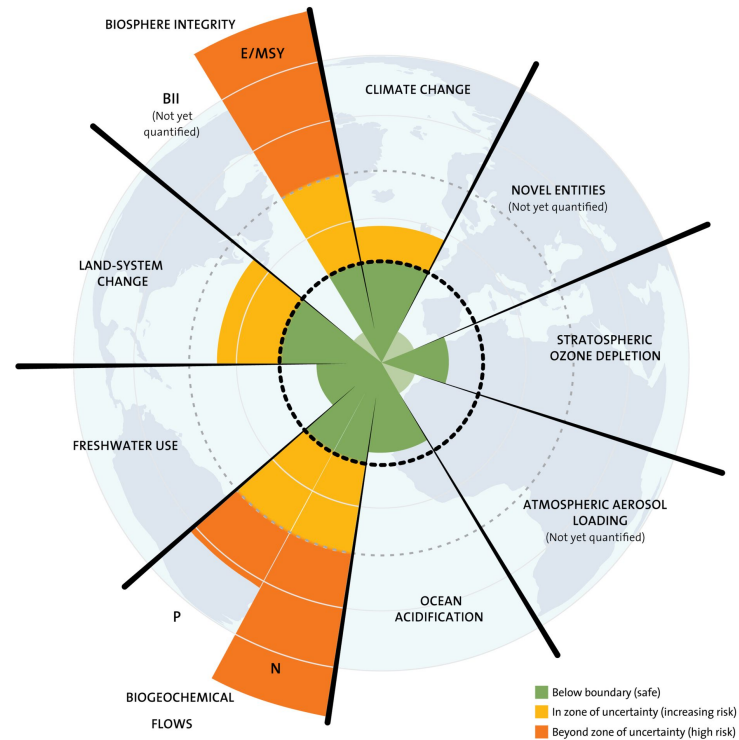 BIOSPHERE INTEGRITY
E/MSY
CLIMATE CHANGE
BII
(Not yet
quantified)
NOVEL ENTITIES
(Not yet quantified)
LAND-SYSTEM
CHANGE
STRATOSPHERIC
OZONE DEPLETION
FRESHWATER USE
ATMOSPHERIC AEROSOL
LOADING
(Not yet quantified)
OCEAN
ACIDIFICATION
P
N
BIOGEOCHEMICAL
FLOWS
Below boundary (safe)
In zone of uncertainty (increasing risk)
Beyond zone of uncertainty (high risk)